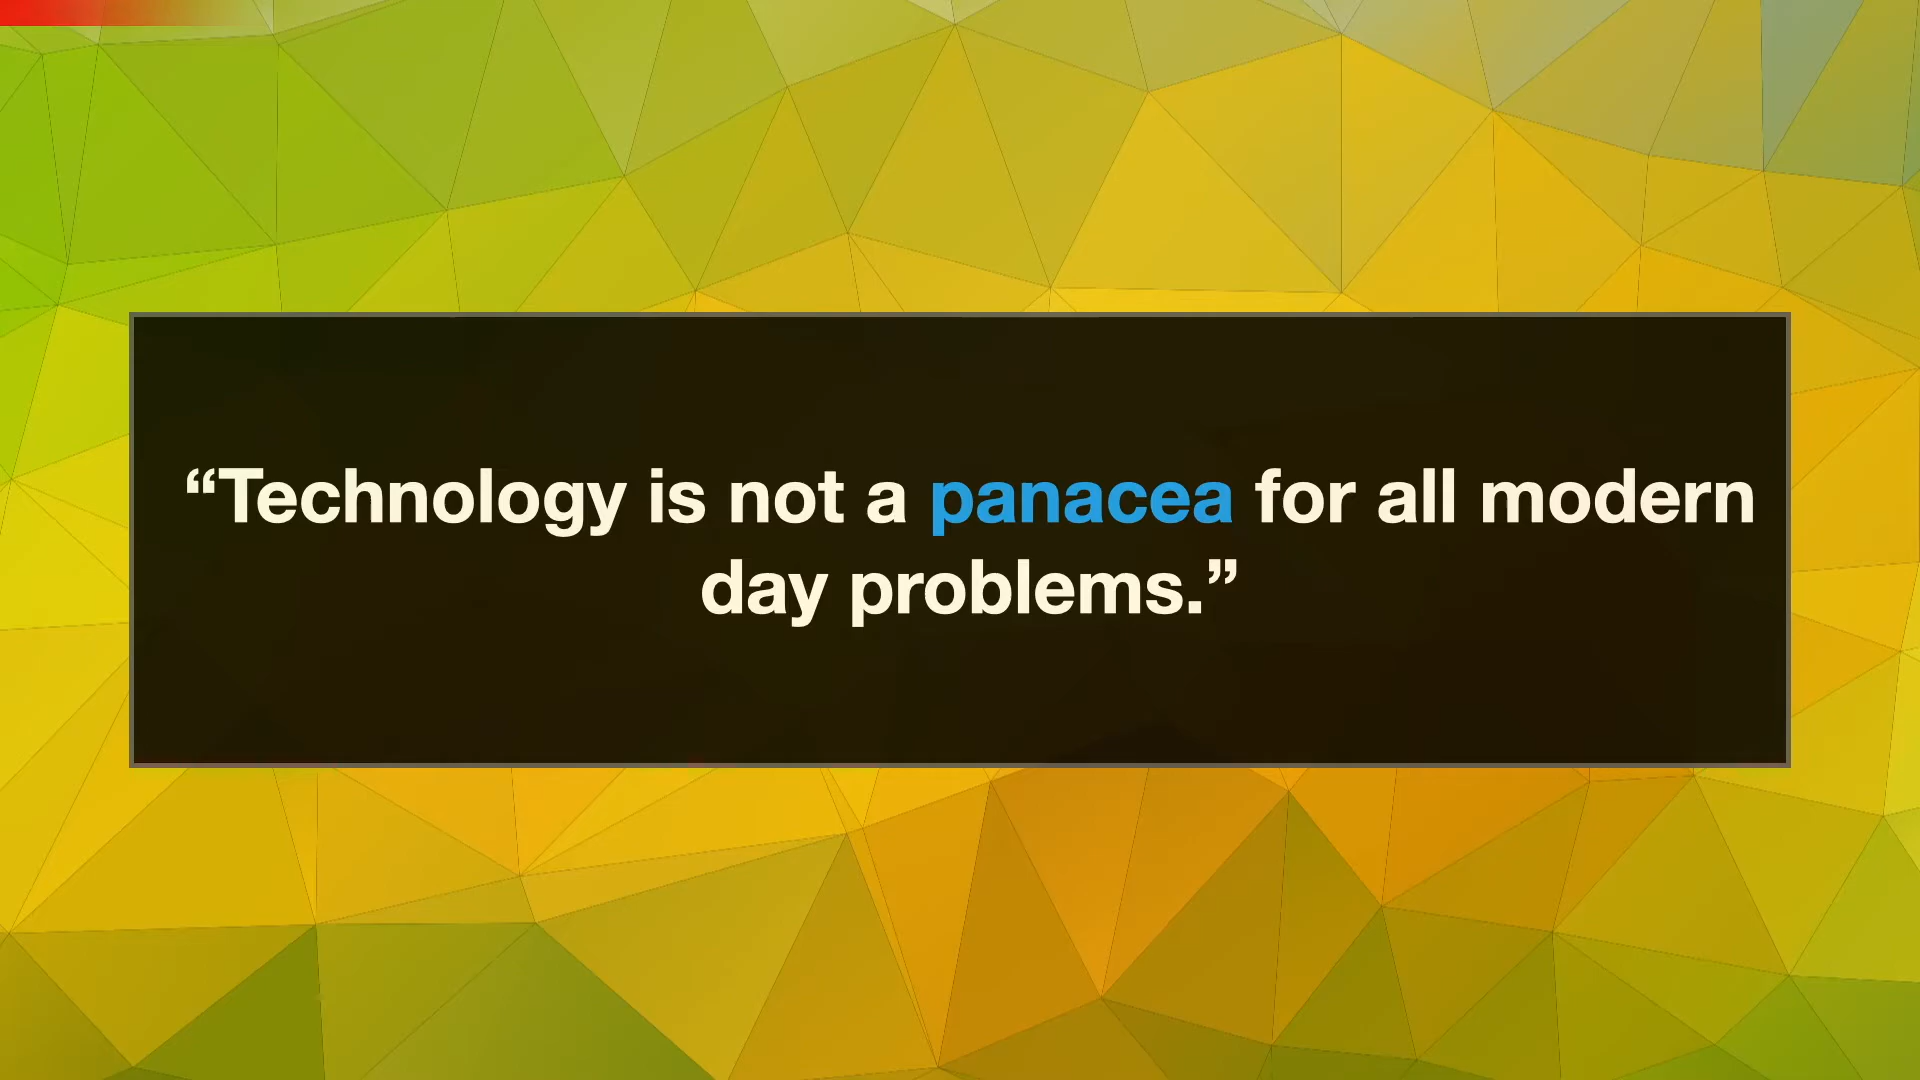 “Technology is not a panacea for all modern
day problems.”